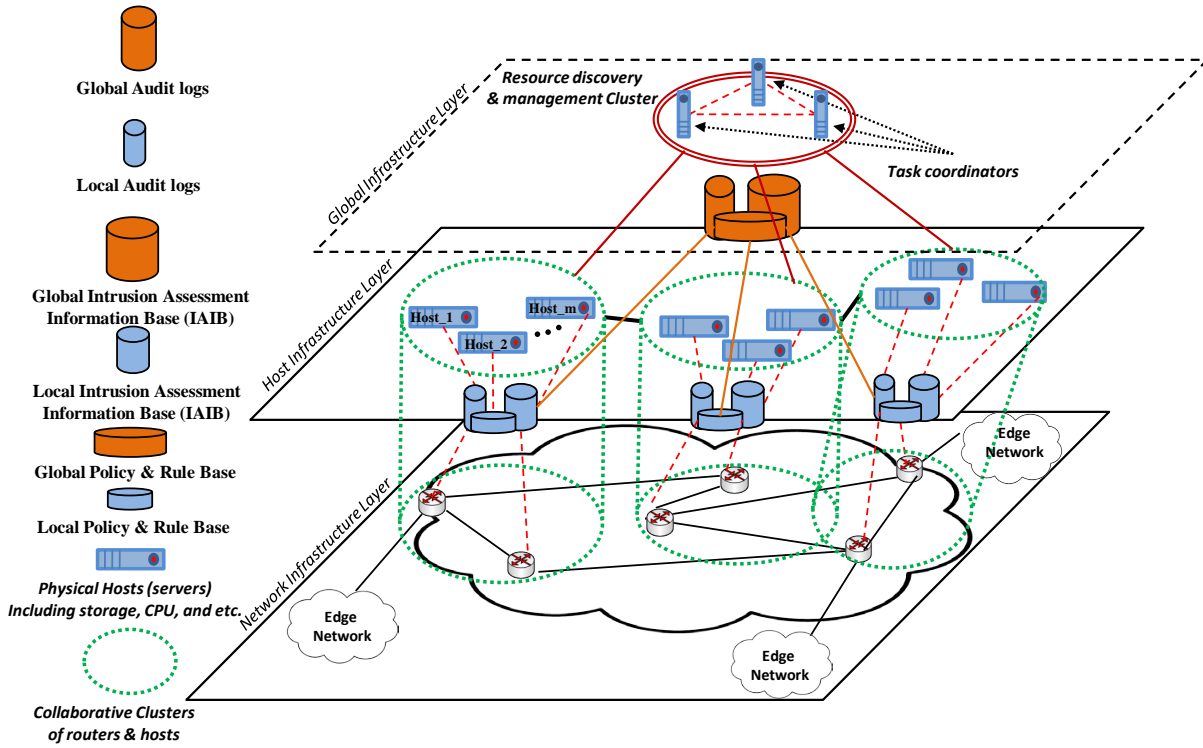 Global Audit logs
Local Audit logs
Global Intrusion Assessment
Information Base (IAIB)
Local Intrusion Assessment
Information Base (IAIB)
Global Policy & Rule Base
Local Policy & Rule Base
Physical Hosts (servers)
Including storage, CPU, and etc.
Collaborative Clusters
of routers & hosts
Global Infrastructure Layer
Resource discovery
& management Cluster
Task coordinators
Host Infrastructure Layer
Host_1
Host_2
Host_m
Network Infrastructure Layer
Edge
Network
Edge
Network
Edge
Network